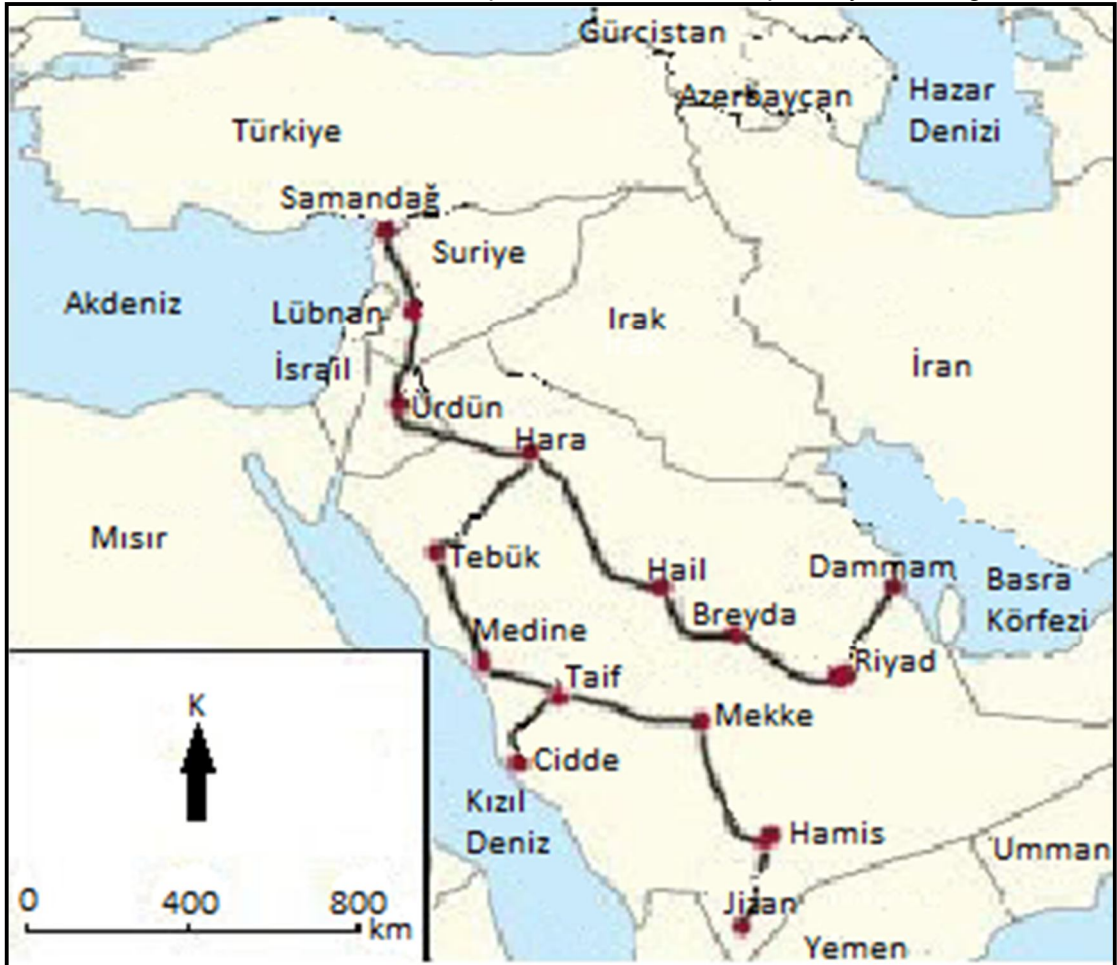 Gürcistan
Azerbaycan
Hazar
Denizi
Türkiye
Samandağ
Suriye
Akdeniz
Lübnan
Irak
İsrail
İran
Ürdün
Hara
Mısır
Tebük
Hail
Dammam
Basra
Körfezi
Breyda
Medine
Riyad
Taif
K
Mekke
Cidde
Kızıl
Deniz
Hamis
Umman
0 400 800
km
Jizan
Yemen